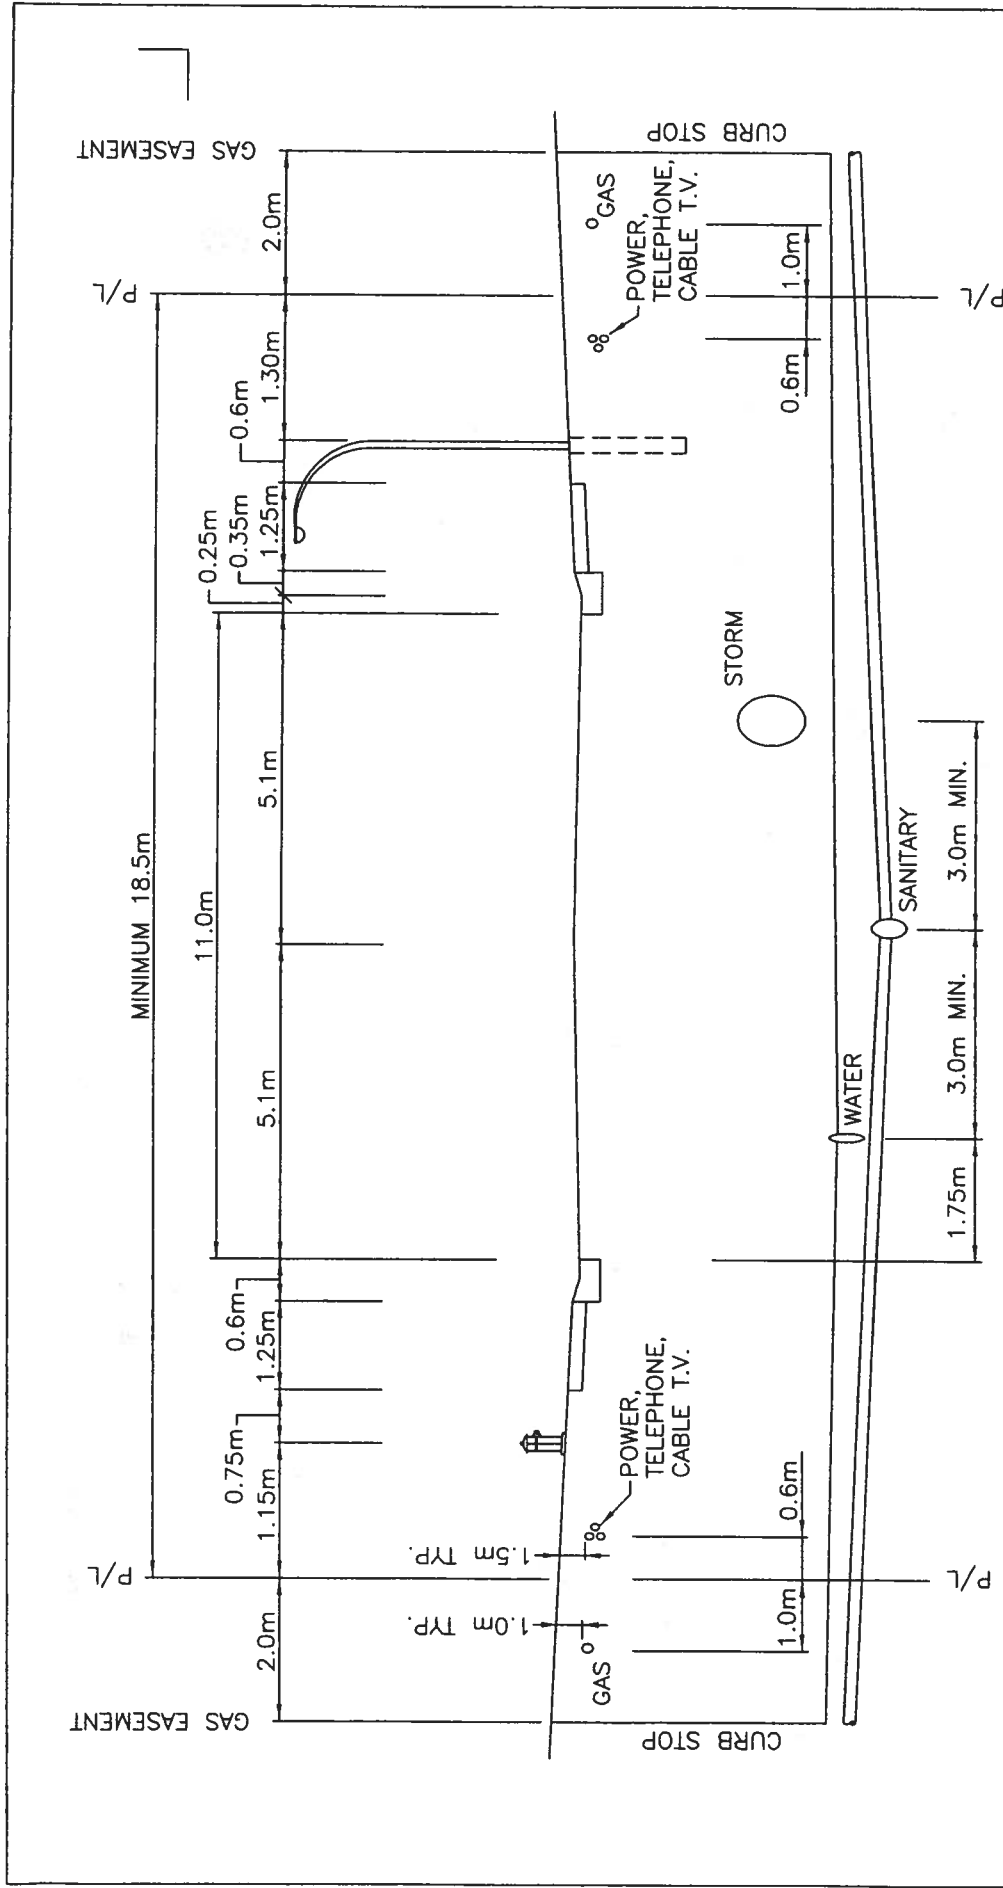 GAS EASEMENT
GAS EASEMENT
P/L
P/L
MINIMUM 18.5m
11.0m
2.0m
1.15m
0.75m
1.25m
0.6m
5.1m
5.1m
0.25m
0.35m
1.25m
0.6m
1.30m
2.0m
1.0m TYP.
1.5m TYP.
GAS
POWER,
TELEPHONE,
CABLE T.V.
CURB STOP
1.0m
0.6m
P/L
STORM
WATER
SANITARY
1.75m
3.0m MIN.
3.0m MIN.
GAS
POWER,
TELEPHONE,
CABLE T.V.
CURB STOP
0.6m
1.0m
P/L